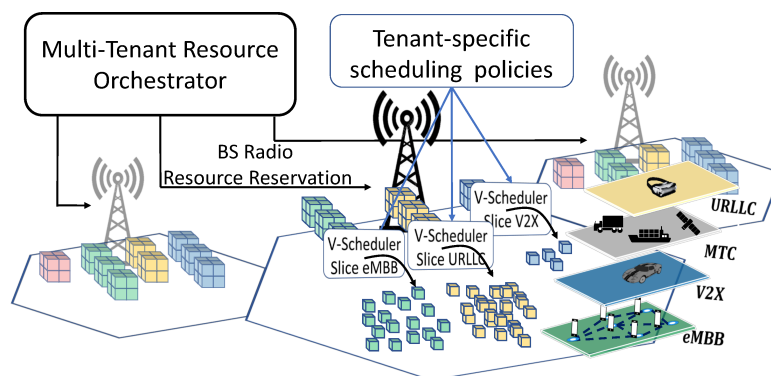 Multi-Tenant Resource
Orchestrator
Tenant-specific
scheduling policies
BS Radio
Resource Reservation
V-Scheduler
Slice V2X
V-Scheduler
Slice eMBB
V-Scheduler
Slice URLLC
URLLC
MTC
V2X
eMBB